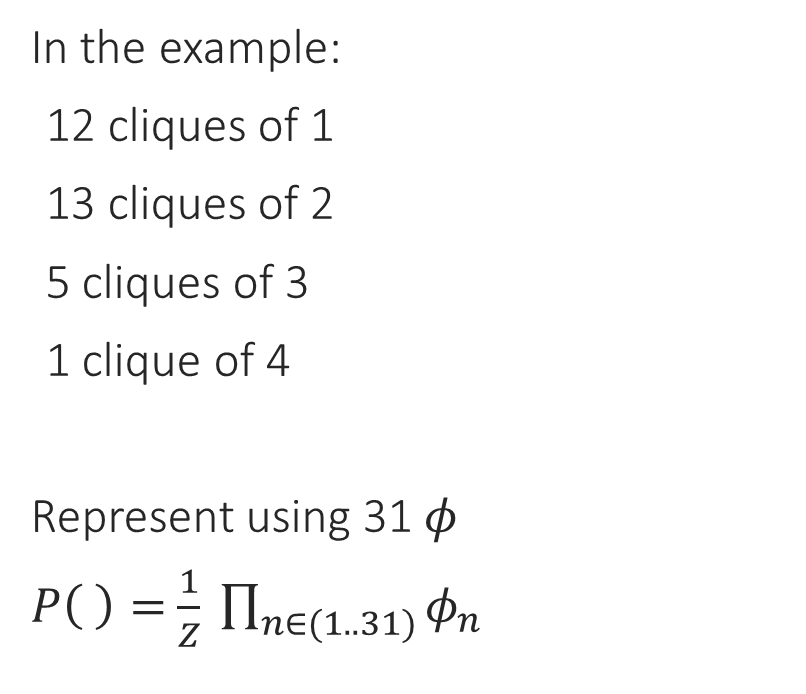 In the example:
12 cliques of 1
13 cliques of 2
5 cliques of 3
1 clique of 4
Represent using 31 𝜙
𝑃( ) = 1/𝑍 ∏𝑛∈(1..31) 𝜙𝑛